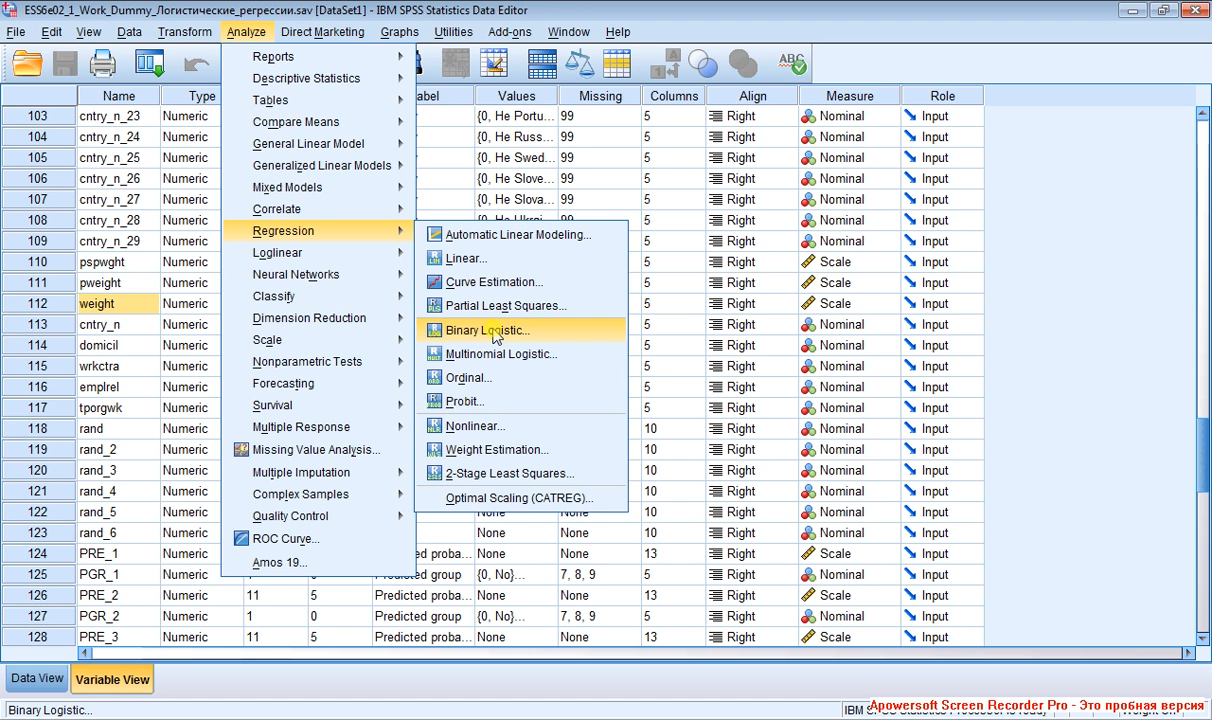 ESS6e02_1_Work_Dummy_Логистические_регрессии.sav [DataSet1] - IBM SPSS Statistics Data Editor
File Edit View Data Transform Analyze Direct Marketing Graphs Utilities Add-ons Window Help
Name Type abel Values Missing Columns Align Measure Role
103 cntry_n_23 Numeric {0, He Portu... 99 5 Right Nominal Input
104 cntry_n_24 Numeric {0, He Russ... 99 5 Right Nominal Input
105 cntry_n_25 Numeric {0, He Swed... 99 5 Right Nominal Input
106 cntry_n_26 Numeric {0, He Slove... 99 5 Right Nominal Input
107 cntry_n_27 Numeric {0, He Slova... 99 5 Right Nominal Input
108 cntry_n_28 Numeric {0, He Ukrai... 99 5 Right Nominal Input
109 cntry_n_29 Numeric 5 Right Nominal Input
110 pspwght Numeric 5 Right Scale Input
111 pweight Numeric 5 Right Scale Input
112 weight Numeric 5 Right Scale Input
113 cntry_n Numeric 5 Right Nominal Input
114 domicil Numeric 5 Right Nominal Input
115 wrkctra Numeric 5 Right Nominal Input
116 emplrel Numeric 5 Right Nominal Input
117 tporgwk Numeric 5 Right Nominal Input
118 rand Numeric 10 Right Nominal Input
119 rand_2 Numeric 10 Right Nominal Input
120 rand_3 Numeric 10 Right Nominal Input
121 rand_4 Numeric 10 Right Nominal Input
122 rand_5 Numeric None None 10 Right Nominal Input
123 rand_6 Numeric None None 10 Right Nominal Input
124 PRE_1 Numeric ed proba... None None 13 Right Scale Input
125 PGR_1 Numeric ed group {0, No}... 7, 8, 9 5 Right Nominal Input
126 PRE_2 Numeric 11 5 Predicted proba... None None 13 Right Scale Input
127 PGR_2 Numeric 1 0 Predicted group {0, No}... 7, 8, 9 5 Right Nominal Input
128 PRE_3 Numeric 11 5 Predicted proba... None None 13 Right Scale Input
Reports
Descriptive Statistics
Tables
Compare Means
General Linear Model
Generalized Linear Models
Mixed Models
Correlate
Regression
Loglinear
Neural Networks
Classify
Dimension Reduction
Scale
Nonparametric Tests
Forecasting
Survival
Multiple Response
Missing Value Analysis...
Multiple Imputation
Complex Samples
Quality Control
ROC Curve...
Amos 19...
Automatic Linear Modeling...
Linear...
Curve Estimation...
Partial Least Squares...
Binary Logistic...
Multinomial Logistic...
Ordinal...
Probit...
Nonlinear...
Weight Estimation...
2-Stage Least Squares...
Optimal Scaling (CATREG)...
Data View Variable View
Binary Logistic...
Apowersoft Screen Recorder Pro - Это пробная версия